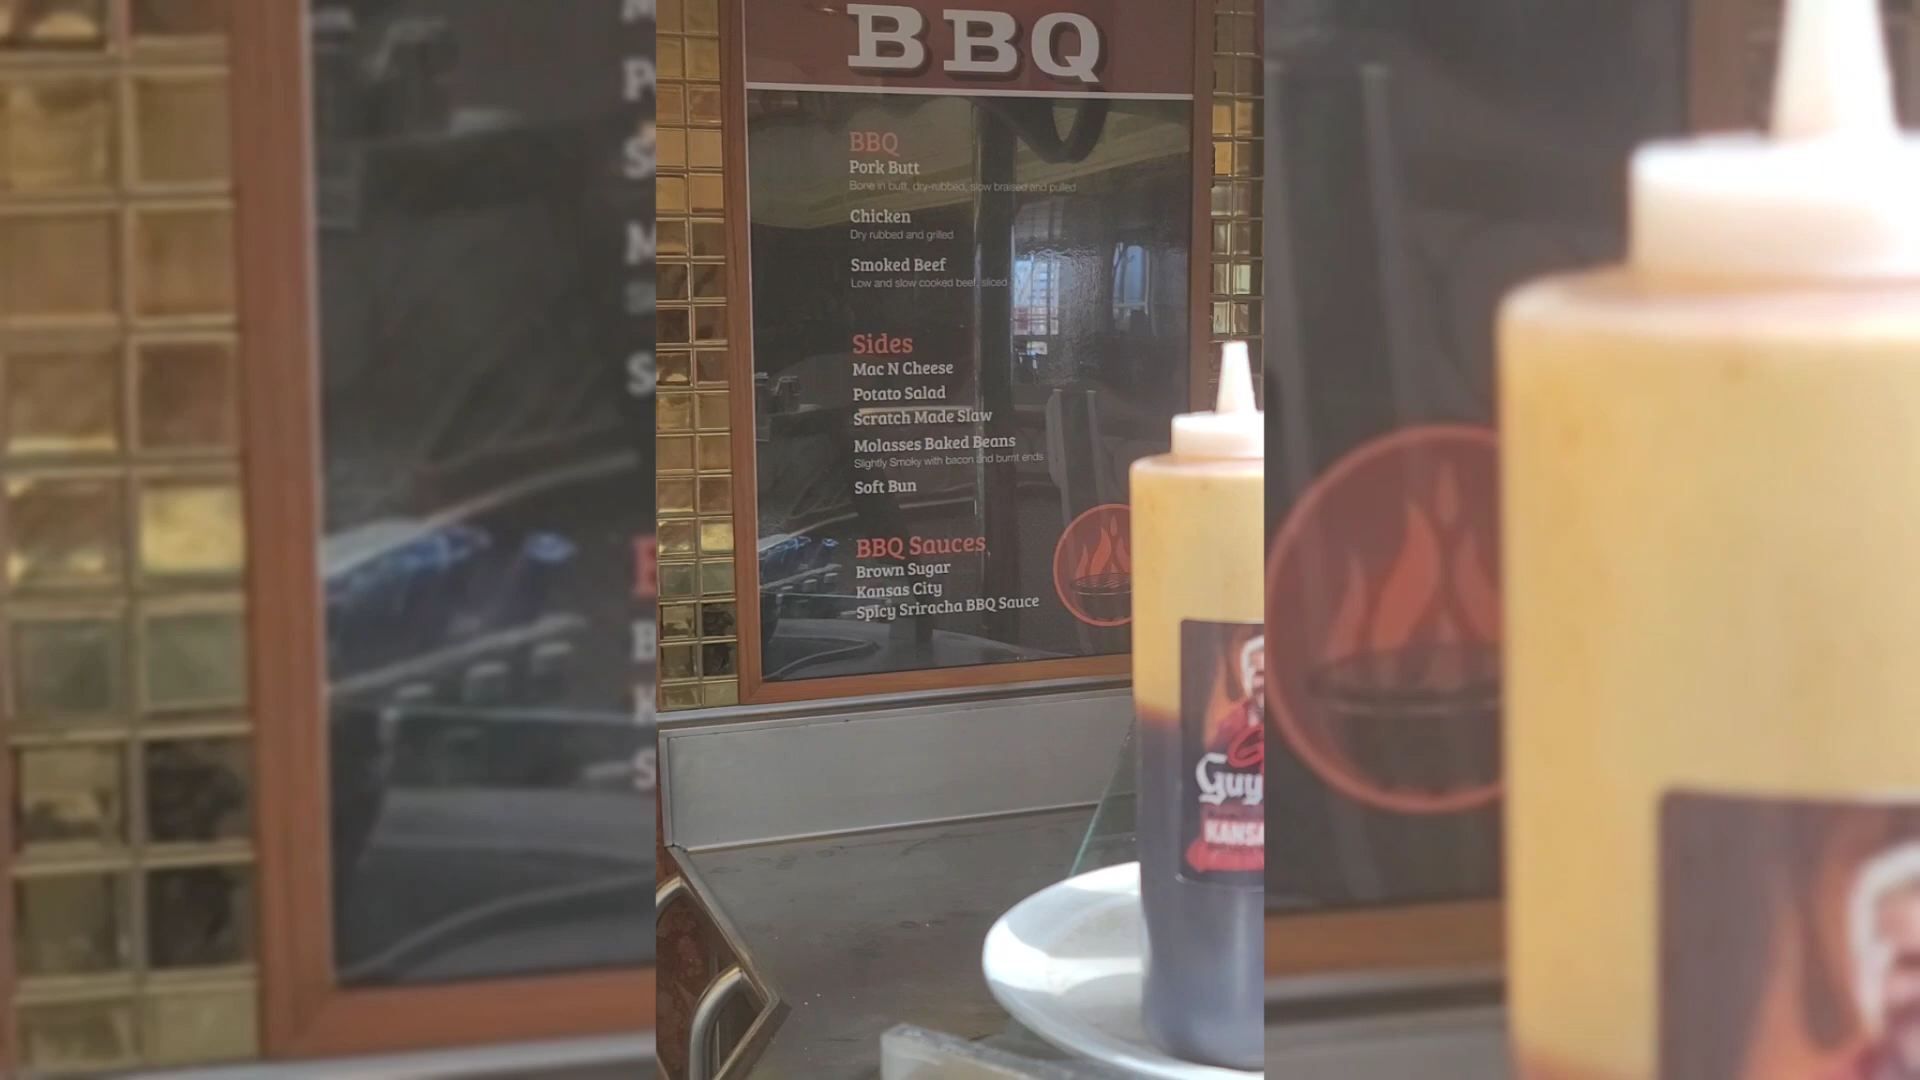 BBQ
BBQ
Pork Butt
Bone in butt, dry-rubbed, slow braised and pulled
Chicken
Dry rubbed and grilled
Smoked Beef
Low and slow cooked beef, sliced
Sides
Mac N Cheese
Potato Salad
Scratch Made Slaw
Molasses Baked Beans
Slightly Smoky with bacon and burnt ends
Soft Bun
BBQ Sauces
Brown Sugar
Kansas City
Spicy Sriracha BBQ Sauce
Guy
KANSA